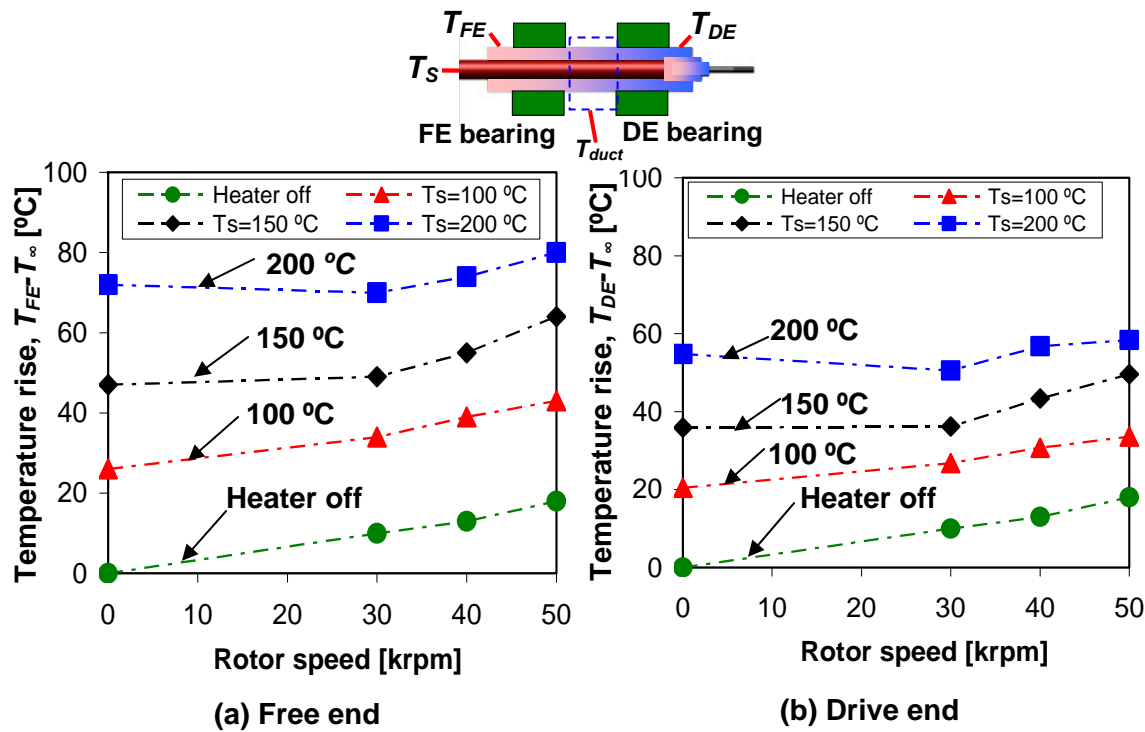 T_FE
T_DE
T_S
FE bearing
DE bearing
T_duct
Temperature rise, T_FE-T_∞ [ºC]
100
80
60
40
20
0
Heater off
Ts=100 ºC
Ts=150 ºC
Ts=200 ºC
200 ºC
150 ºC
100 ºC
Heater off
0 10 20 30 40 50
Rotor speed [krpm]
(a) Free end
Temperature rise, T_DE-T_∞ [ºC]
100
80
60
40
20
0
Heater off
Ts=100 ºC
Ts=150 ºC
Ts=200 ºC
200 ºC
150 ºC
100 ºC
Heater off
0 10 20 30 40 50
Rotor speed [krpm]
(b) Drive end